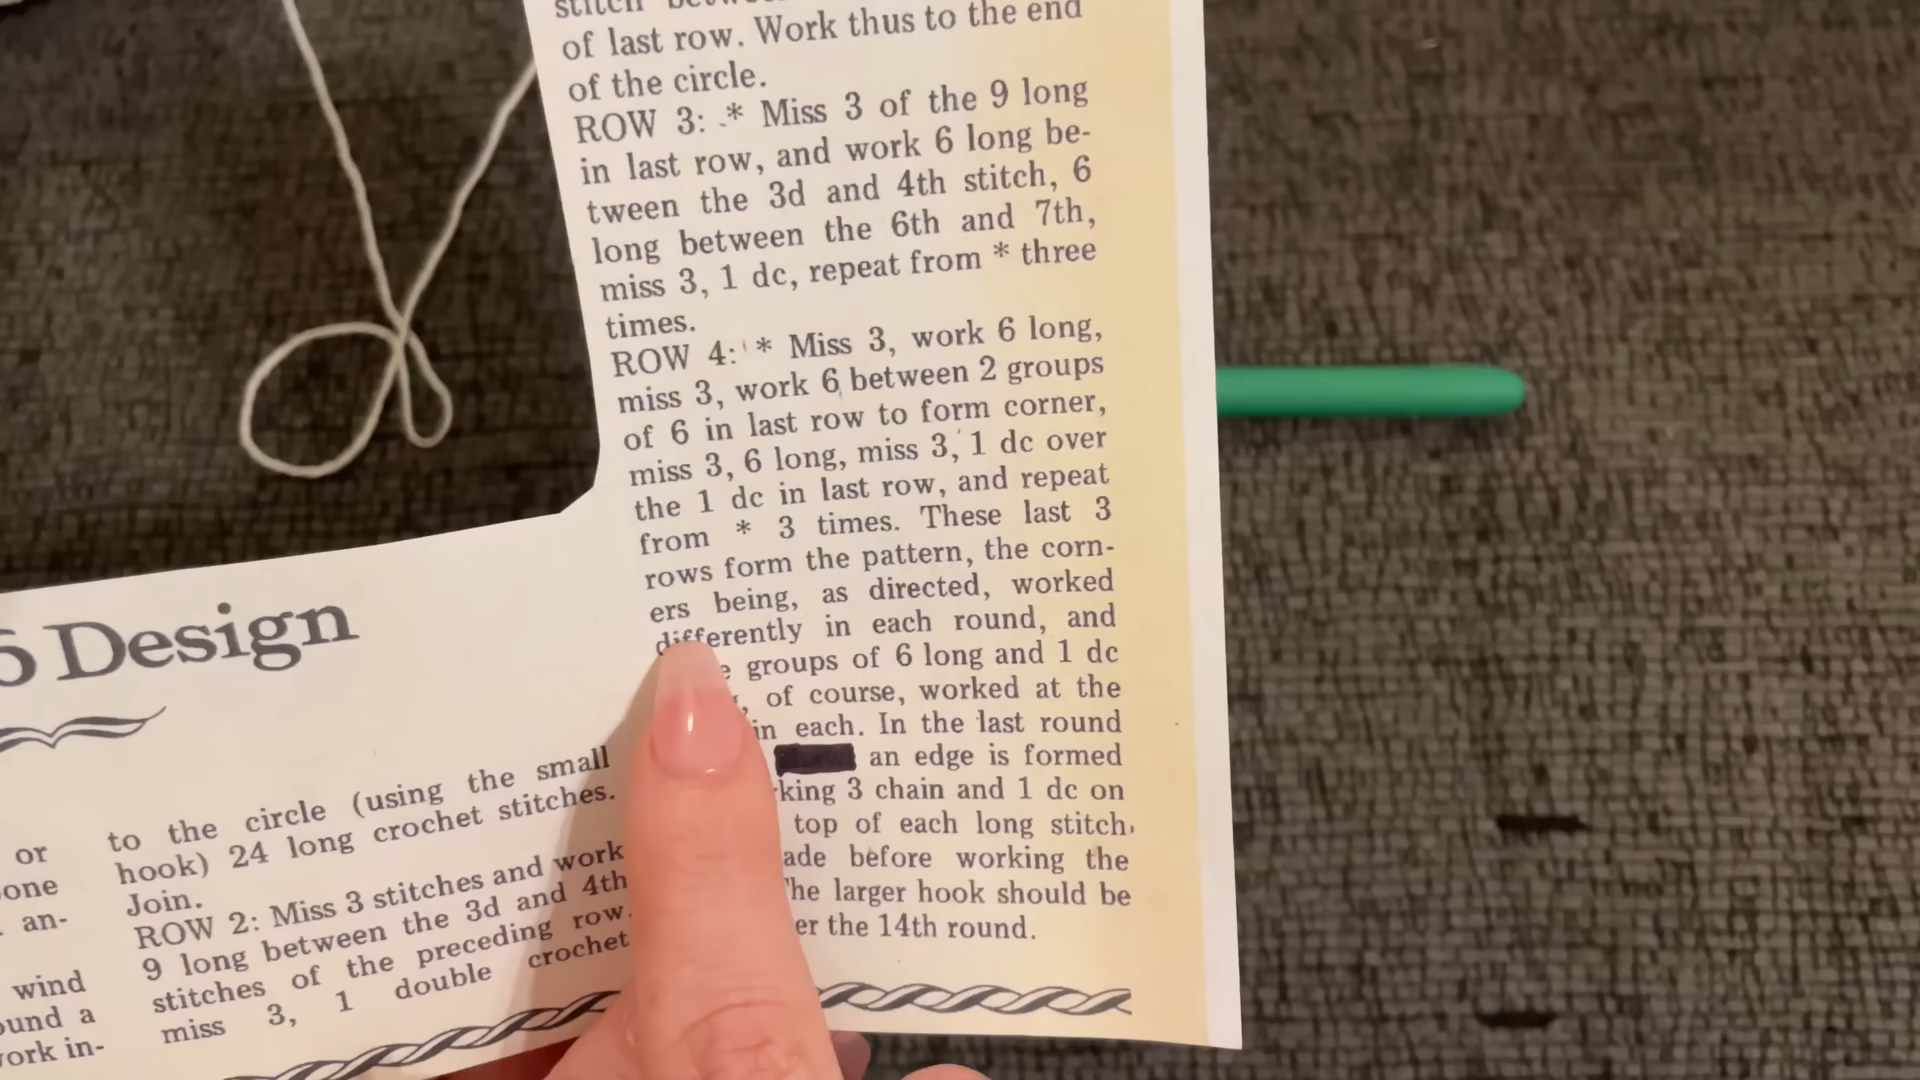 5 Design
or
one
an-
wind
ound a
work in-
to the circle (using the small
hook) 24 long crochet stitches.
Join.
ROW 2: Miss 3 stitches and work
9 long between the 3d and 4th
stitches of the preceding row.
miss 3, 1 double crochet
of last row. Work thus to the end
of the circle.
ROW 3: * Miss 3 of the 9 long
in last row, and work 6 long be-
tween the 3d and 4th stitch, 6
long between the 6th and 7th,
miss 3, 1 dc, repeat from * three
times.
ROW 4: * Miss 3, work 6 long,
miss 3, work 6 between 2 groups
of 6 in last row to form corner,
miss 3, 6 long, miss 3, 1 dc over
the 1 dc in last row, and repeat
from * 3 times. These last 3
rows form the pattern, the corn-
ers being, as directed, worked
differently in each round, and
groups of 6 long and 1 dc
of course, worked at the
in each. In the last round
an edge is formed
king 3 chain and 1 dc on
top of each long stitch,
ade before working the
The larger hook should be
er the 14th round.